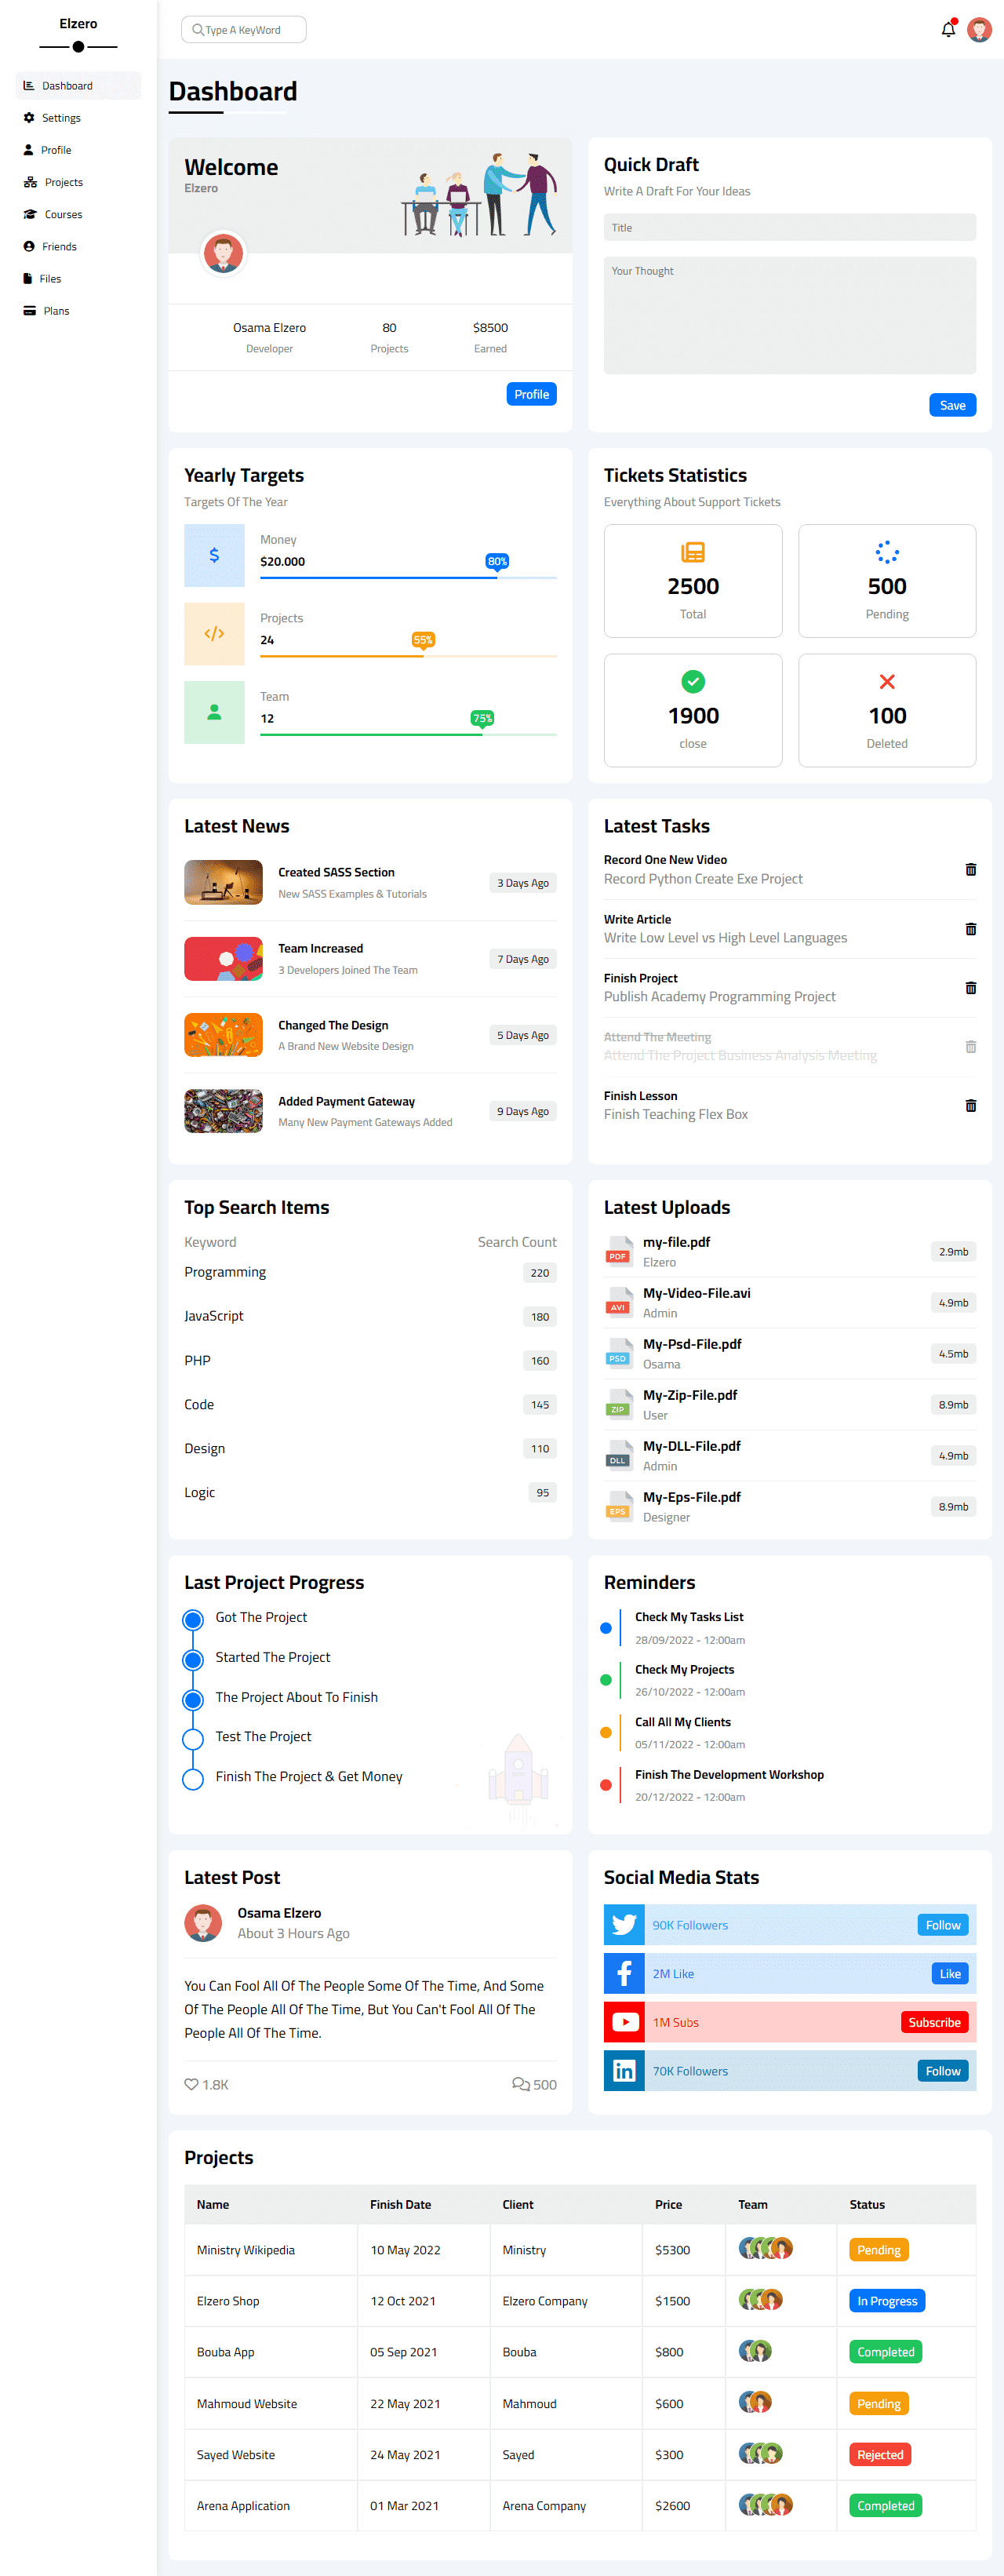 Elzero
Type A KeyWord
Dashboard
Settings
Profile
Projects
Courses
Friends
Files
Plans
Dashboard
Welcome
Elzero
Osama Elzero
Developer
80
Projects
$8500
Earned
Profile
Quick Draft
Write A Draft For Your Ideas
Title
Your Thought
Save
Yearly Targets
Targets Of The Year
Money
$20.000
80%
Projects
24
55%
Team
12
75%
Tickets Statistics
Everything About Support Tickets
2500
Total
500
Pending
1900
close
100
Deleted
Latest News
Created SASS Section
New SASS Examples & Tutorials
3 Days Ago
Team Increased
3 Developers Joined The Team
7 Days Ago
Changed The Design
A Brand New Website Design
5 Days Ago
Added Payment Gateway
Many New Payment Gateways Added
9 Days Ago
Latest Tasks
Record One New Video
Record Python Create Exe Project
Write Article
Write Low Level vs High Level Languages
Finish Project
Publish Academy Programming Project
Attend The Meeting
Attend The Project Business Analysis Meeting
Finish Lesson
Finish Teaching Flex Box
Top Search Items
Keyword Search Count
Programming 220
JavaScript 180
PHP 160
Code 145
Design 110
Logic 95
Latest Uploads
PDF
my-file.pdf
Elzero
2.9mb
AVI
My-Video-File.avi
Admin
4.9mb
PSD
My-Psd-File.pdf
Osama
4.5mb
ZIP
My-Zip-File.pdf
User
8.9mb
DLL
My-DLL-File.pdf
Admin
4.9mb
EPS
My-Eps-File.pdf
Designer
8.9mb
Last Project Progress
Got The Project
Started The Project
The Project About To Finish
Test The Project
Finish The Project & Get Money
Reminders
Check My Tasks List
28/09/2022 - 12:00am
Check My Projects
26/10/2022 - 12:00am
Call All My Clients
05/11/2022 - 12:00am
Finish The Development Workshop
20/12/2022 - 12:00am
Latest Post
Osama Elzero
About 3 Hours Ago
You Can Fool All Of The People Some Of The Time, And Some
Of The People All Of The Time, But You Can't Fool All Of The
People All Of The Time.
1.8K
500
Social Media Stats
90K Followers Follow
2M Like Like
1M Subs Subscribe
70K Followers Follow
Projects
Name Finish Date Client Price Team Status
Ministry Wikipedia 10 May 2022 Ministry $5300 Pending
Elzero Shop 12 Oct 2021 Elzero Company $1500 In Progress
Bouba App 05 Sep 2021 Bouba $800 Completed
Mahmoud Website 22 May 2021 Mahmoud $600 Pending
Sayed Website 24 May 2021 Sayed $300 Rejected
Arena Application 01 Mar 2021 Arena Company $2600 Completed